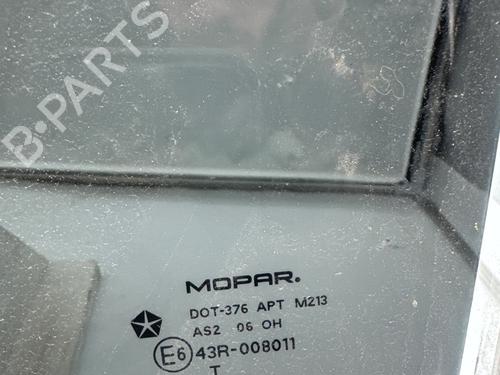 B-PARTS
MOPAR.
DOT-376 APT M213
AS2 06 OH
E6 43R-008011
T